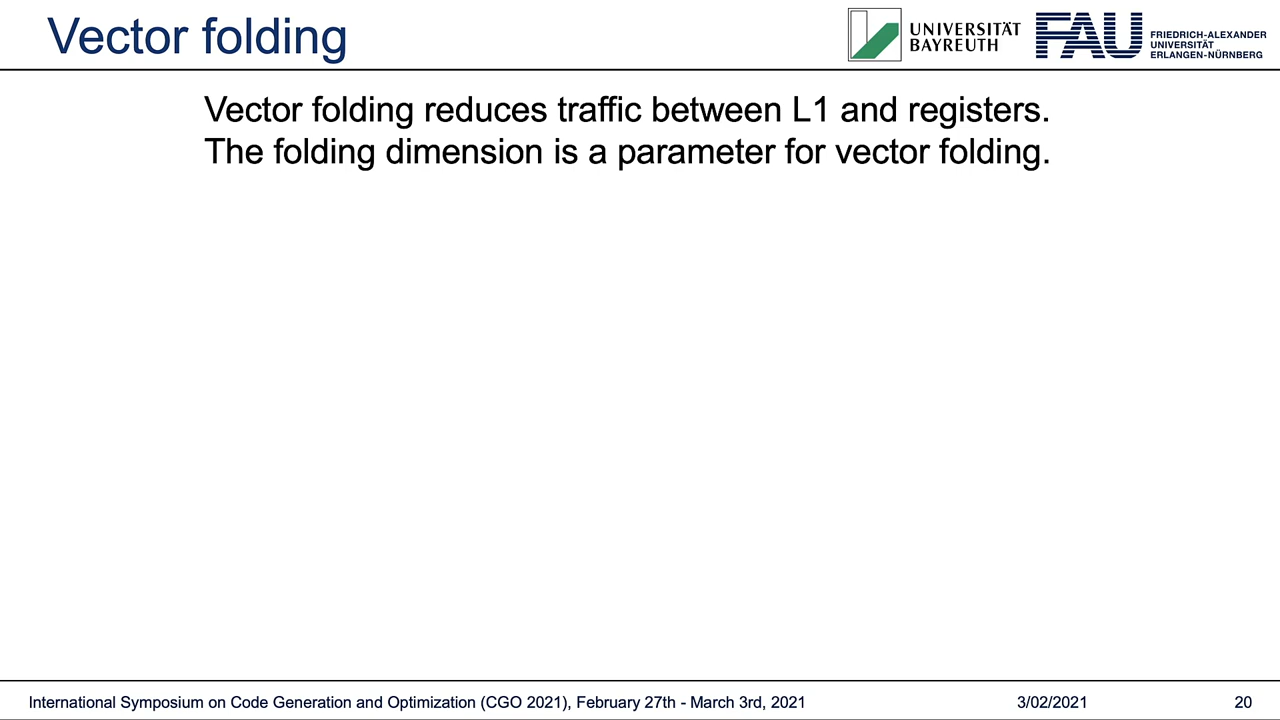 Vector folding
UNIVERSITÄT
BAYREUTH
FAU
FRIEDRICH-ALEXANDER
UNIVERSITÄT
ERLANGEN-NÜRNBERG
Vector folding reduces traffic between L1 and registers.
The folding dimension is a parameter for vector folding.
International Symposium on Code Generation and Optimization (CGO 2021), February 27th - March 3rd, 2021 3/02/2021 20